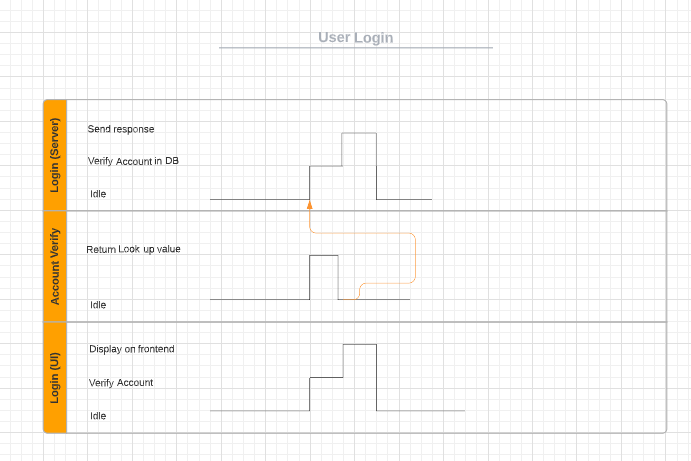 User Login
Login (Server)
Send response
Verify Account in DB
Idle
Account Verify
Return Look up value
Idle
Login (UI)
Display on frontend
Verify Account
Idle